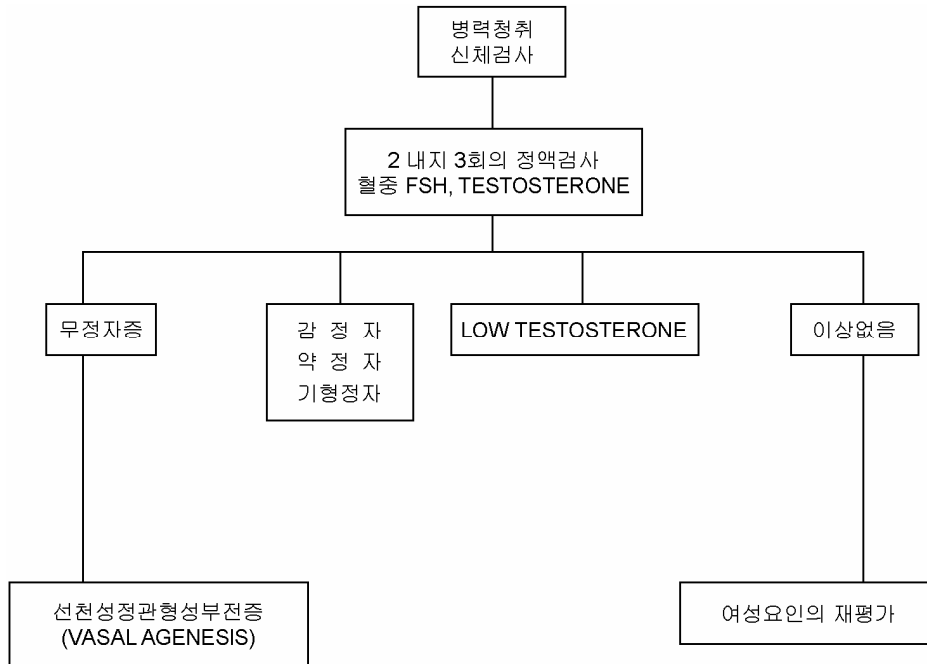 병력청취
신체검사
2 내지 3회의 정액검사
혈중 FSH, TESTOSTERONE
무정자증
감 정 자
약 정 자
기형정자
LOW TESTOSTERONE
이상없음
선천성정관형성부전증
(VASAL AGENESIS)
여성요인의 재평가